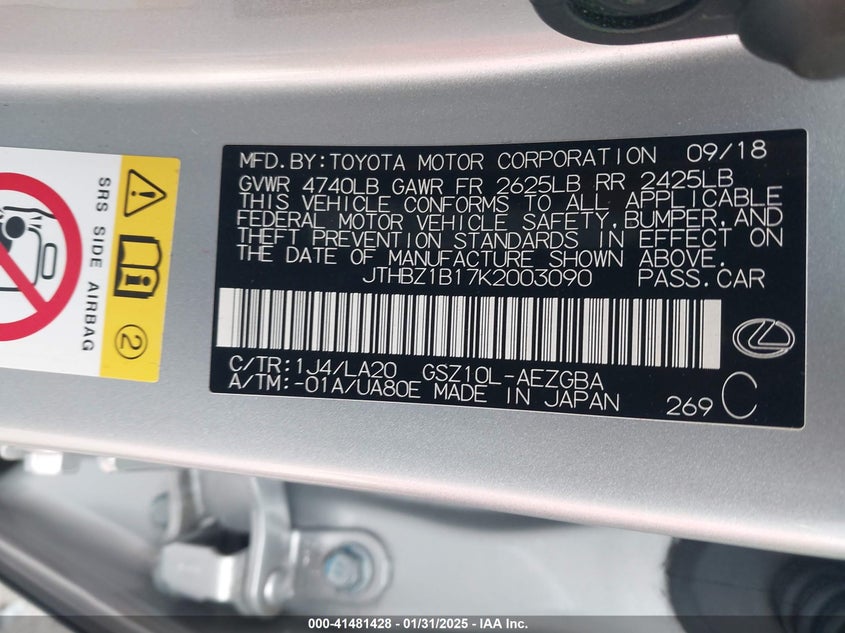 MFD.BY:TOYOTA MOTOR CORPORATION 09/18
GVWR 4740LB GAWR FR 2625LB RR 2425LB
THIS VEHICLE CONFORMS TO ALL APPLICABLE
FEDERAL MOTOR VEHICLE SAFETY,BUMPER,AND
THEFT PREVENTION STANDARDS IN EFFECT ON
THE DATE OF MANUFACTURE SHOWN ABOVE.
JTHBZ1B17K2003090 PASS.CAR
C/TR:1J4/LA20 GSZ10L-AEZGBA
A/TM:-01A/UA80E MADE IN JAPAN 269 C
SRS SIDE AIRBAG
2
000-41481428 - 01/31/2025 - IAA Inc.